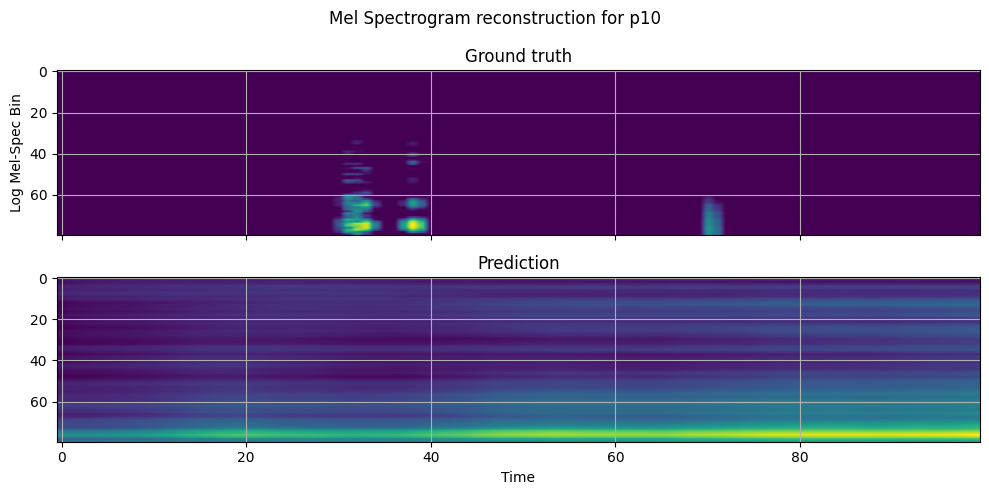 Mel Spectrogram reconstruction for p10
Ground truth
Log Mel-Spec Bin
0
20
40
60
Prediction
0
20
40
60
0 20 40 60 80
Time